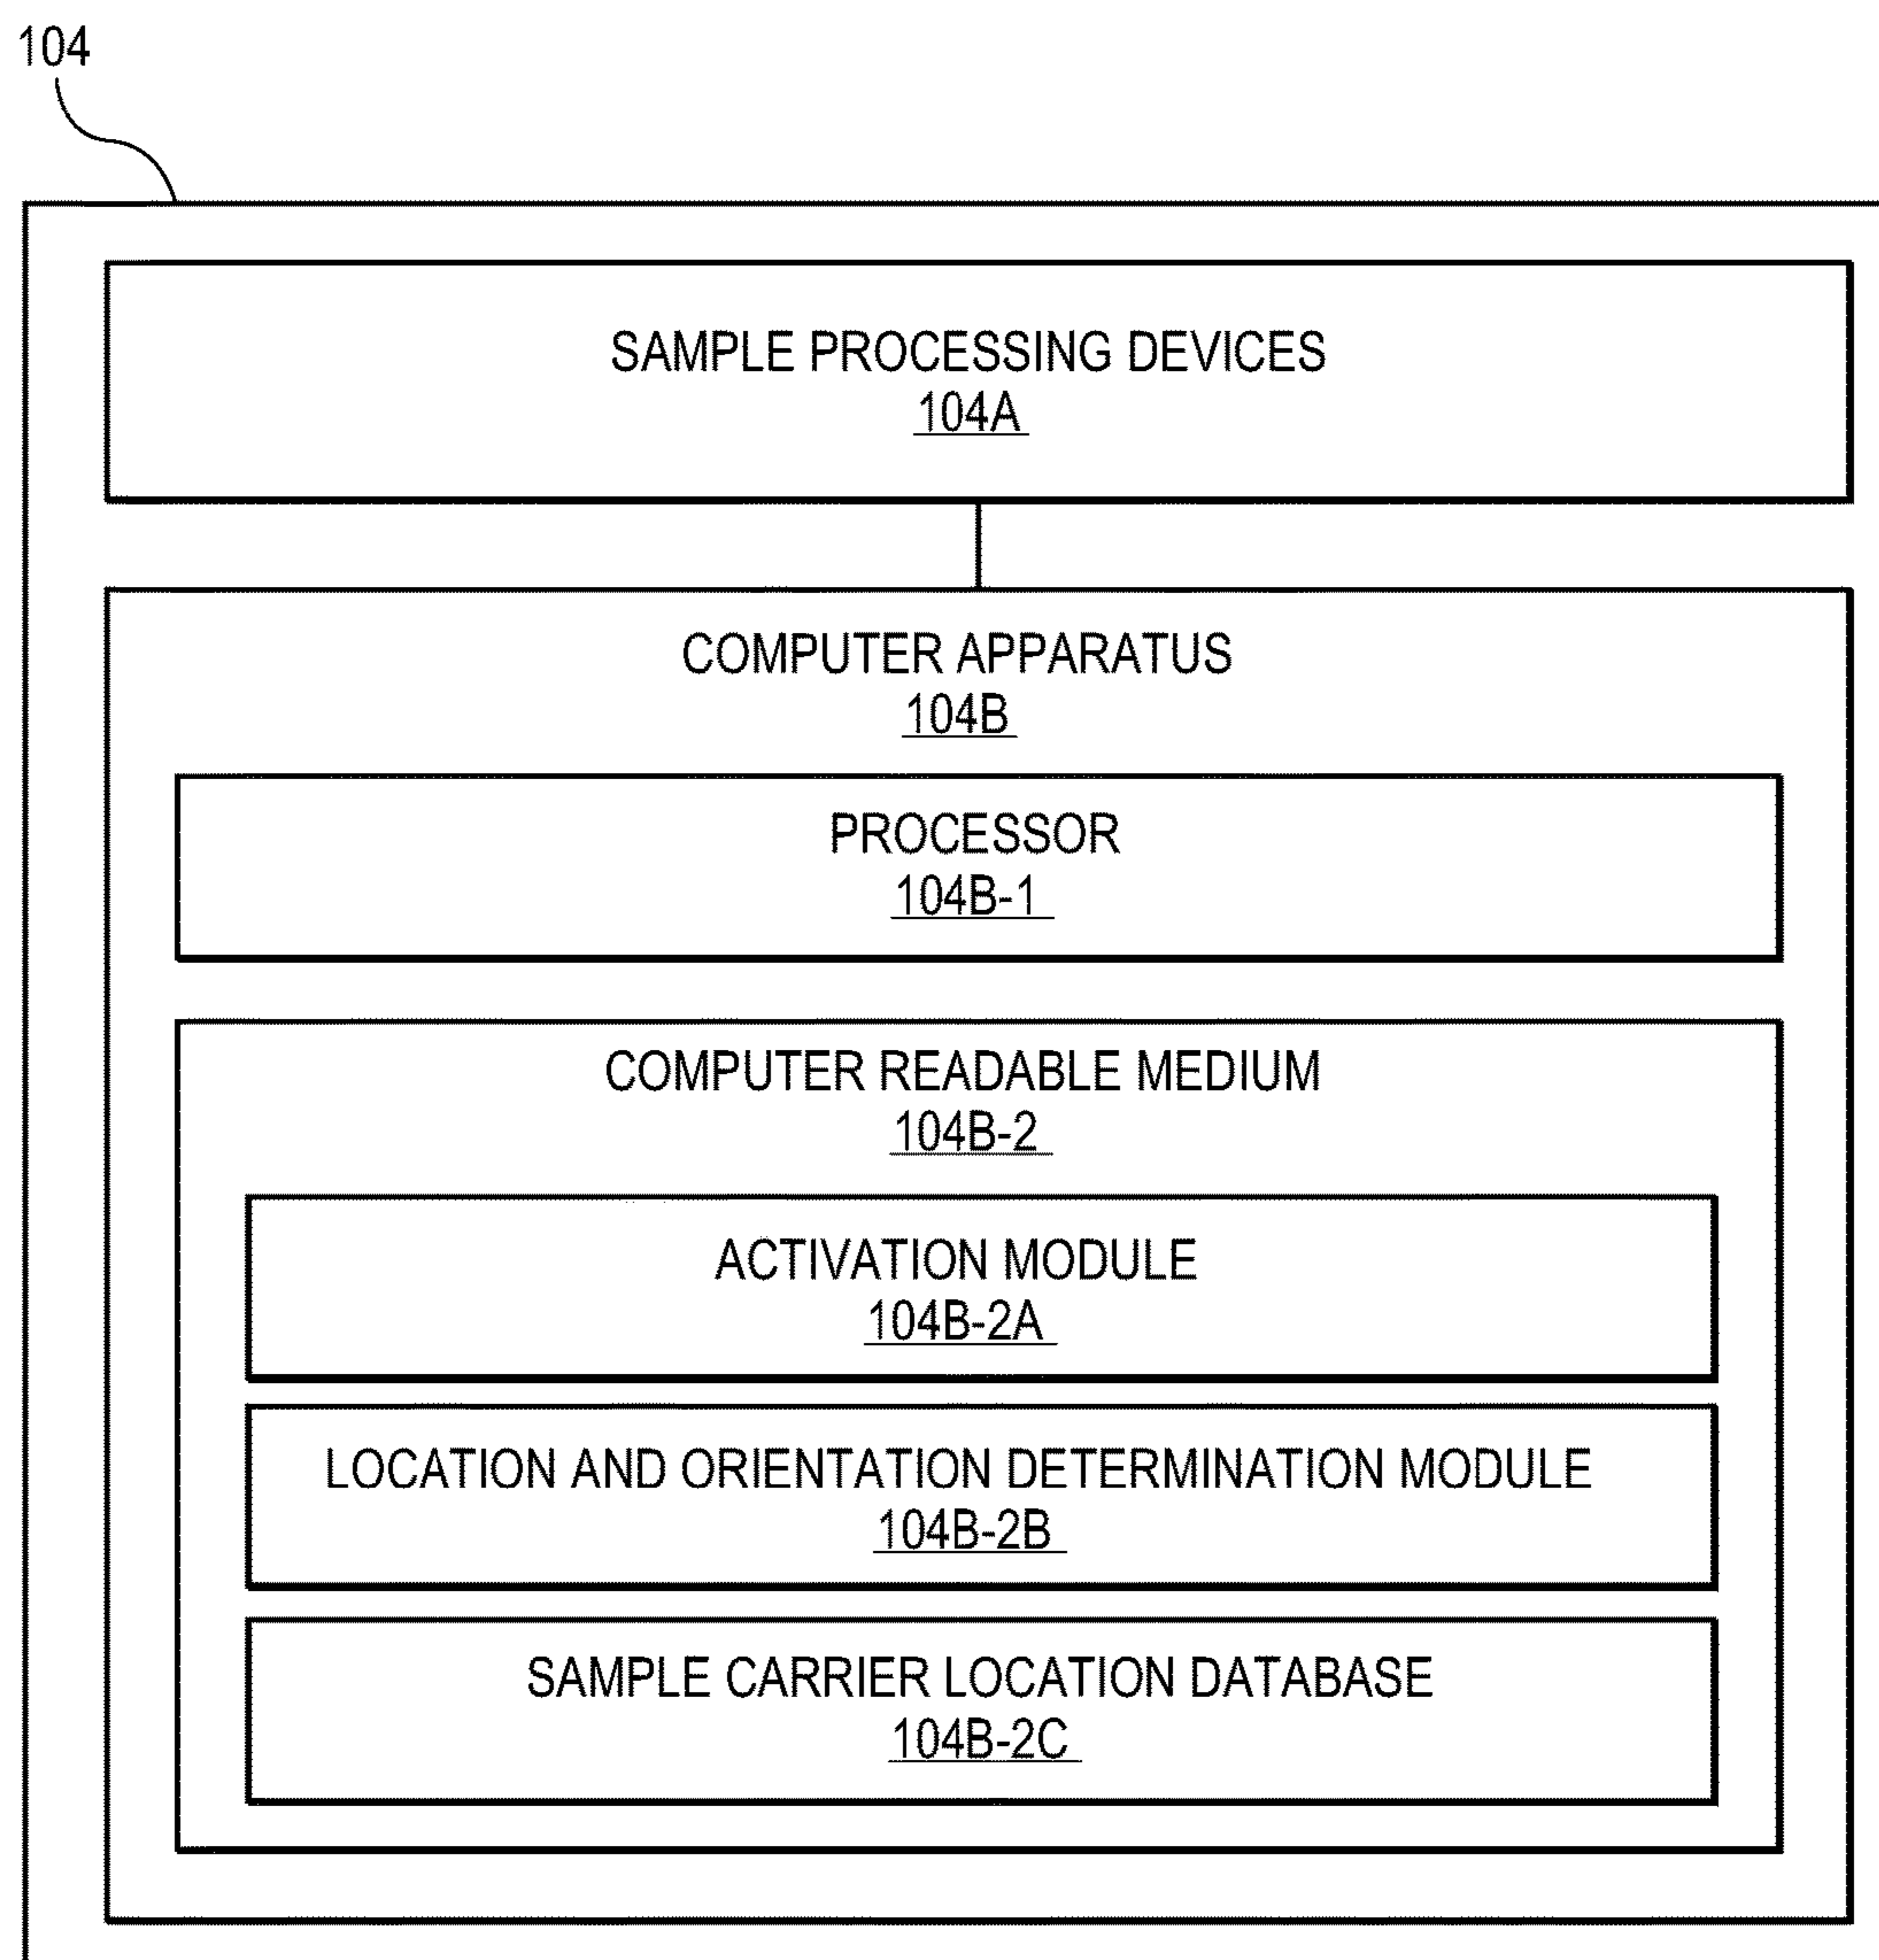 104
SAMPLE PROCESSING DEVICES
104A
COMPUTER APPARATUS
104B
PROCESSOR
104B-1
COMPUTER READABLE MEDIUM
104B-2
ACTIVATION MODULE
104B-2A
LOCATION AND ORIENTATION DETERMINATION MODULE
104B-2B
SAMPLE CARRIER LOCATION DATABASE
104B-2C